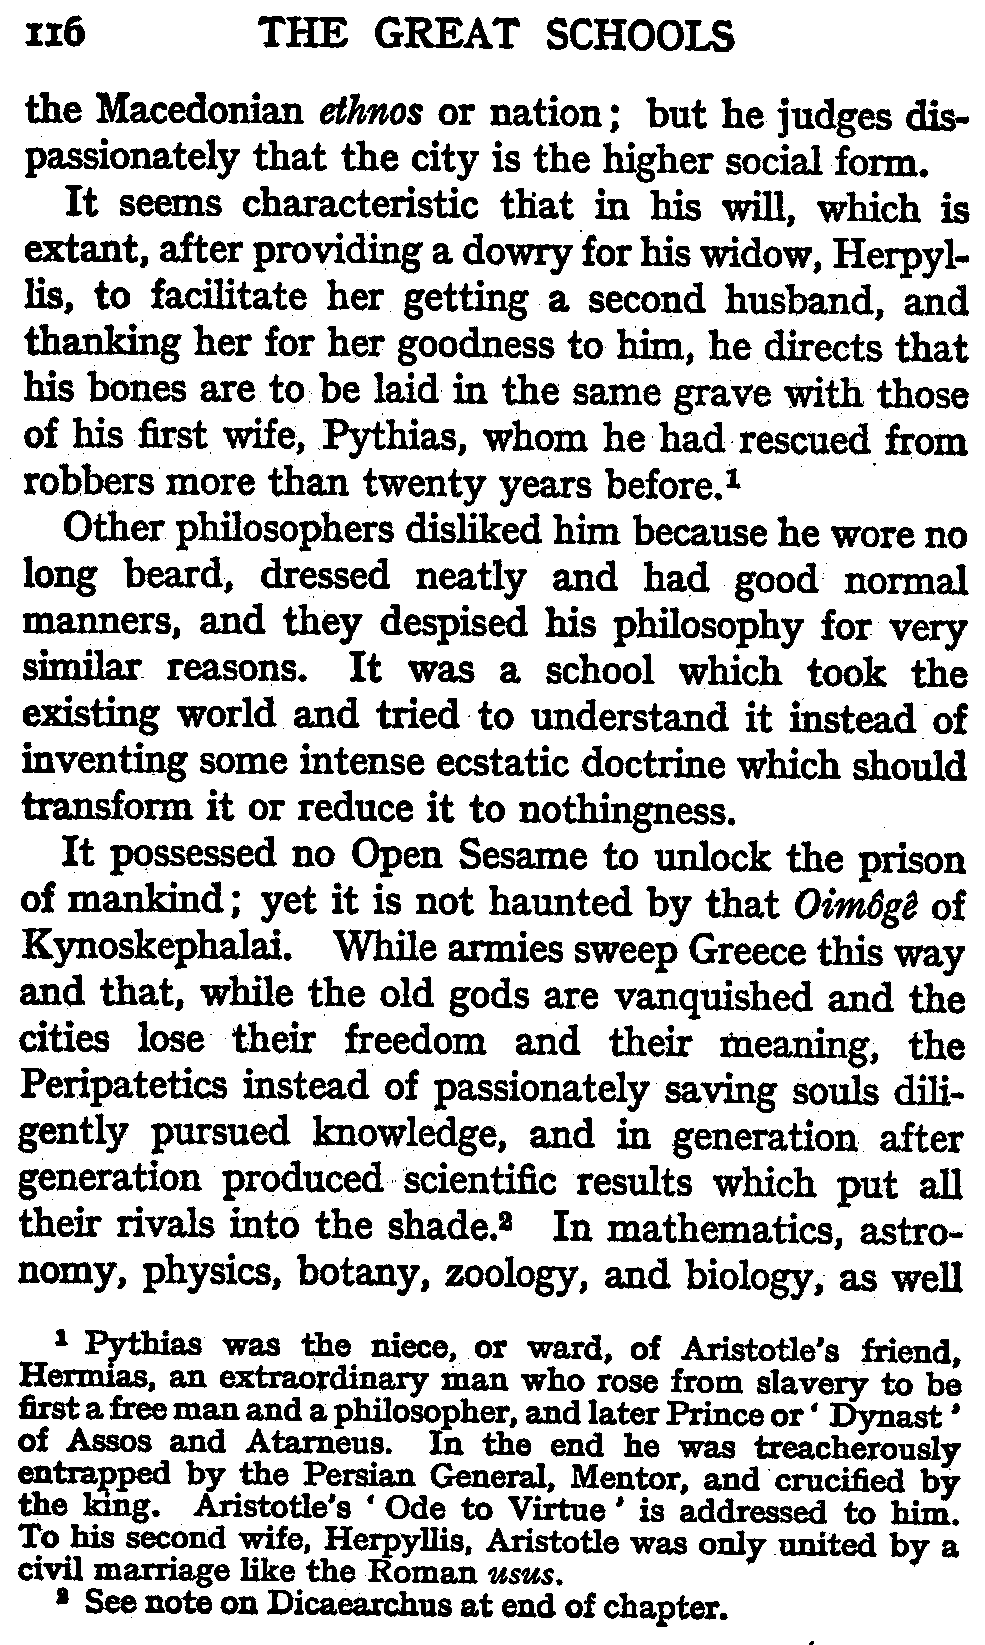 116 THE GREAT SCHOOLS
the Macedonian ethnos or nation; but he judges dis-
passionately that the city is the higher social form.
It seems characteristic that in his will, which is
extant, after providing a dowry for his widow, Herpyl-
lis, to facilitate her getting a second husband, and
thanking her for her goodness to him, he directs that
his bones are to be laid in the same grave with those
of his first wife, Pythias, whom he had rescued from
robbers more than twenty years before.¹
Other philosophers disliked him because he wore no
long beard, dressed neatly and had good normal
manners, and they despised his philosophy for very
similar reasons. It was a school which took the
existing world and tried to understand it instead of
inventing some intense ecstatic doctrine which should
transform it or reduce it to nothingness.
It possessed no Open Sesame to unlock the prison
of mankind; yet it is not haunted by that Oimôgê of
Kynoskephalai. While armies sweep Greece this way
and that, while the old gods are vanquished and the
cities lose their freedom and their meaning, the
Peripatetics instead of passionately saving souls dili-
gently pursued knowledge, and in generation after
generation produced scientific results which put all
their rivals into the shade.² In mathematics, astro-
nomy, physics, botany, zoology, and biology, as well
¹ Pythias was the niece, or ward, of Aristotle's friend,
Hermias, an extraordinary man who rose from slavery to be
first a free man and a philosopher, and later Prince or ‘ Dynast ’
of Assos and Atarneus. In the end he was treacherously
entrapped by the Persian General, Mentor, and crucified by
the king. Aristotle's ‘ Ode to Virtue ’ is addressed to him.
To his second wife, Herpyllis, Aristotle was only united by a
civil marriage like the Roman usus.
² See note on Dicaearchus at end of chapter.